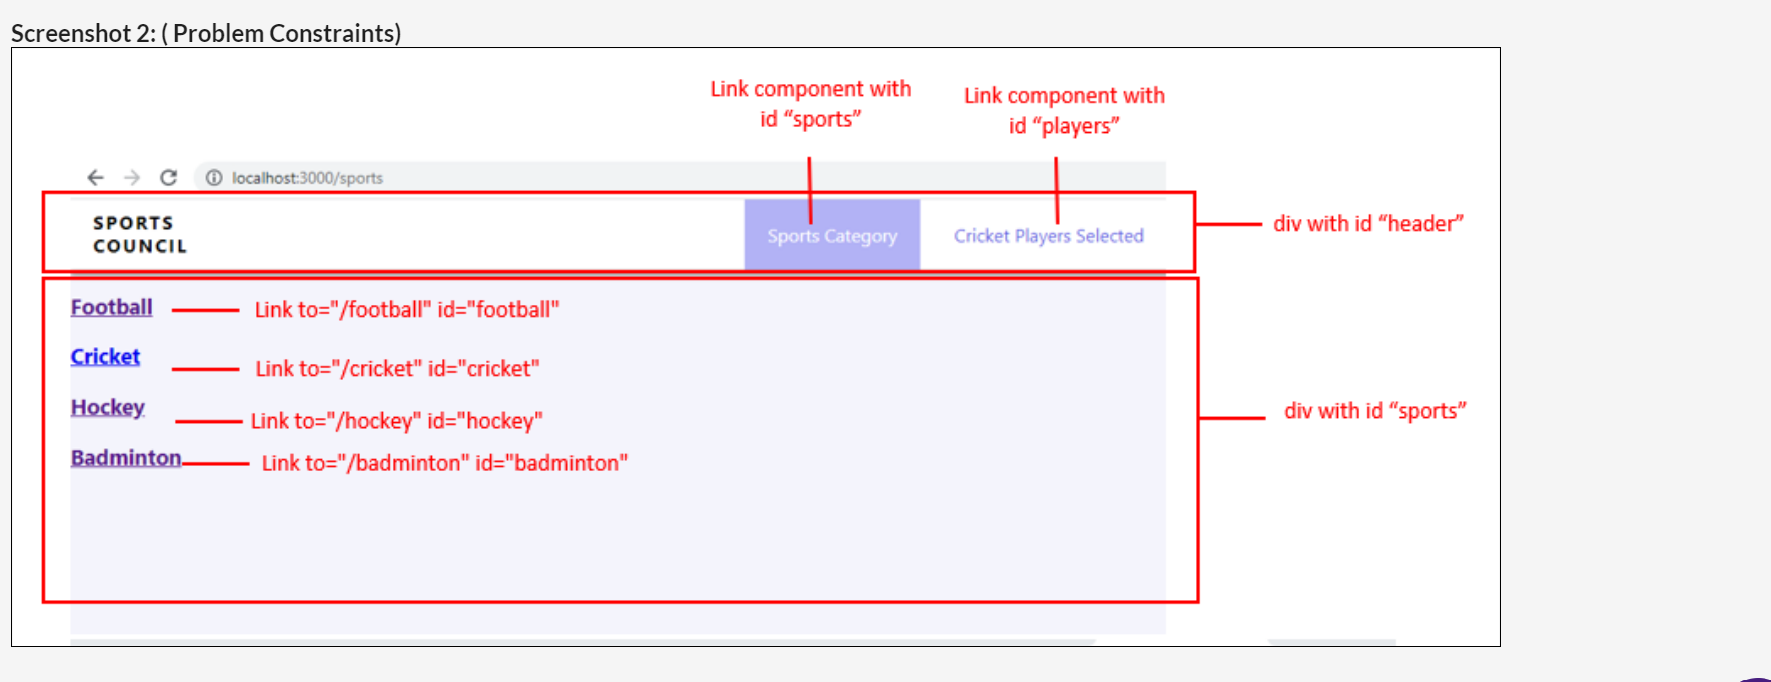 Screenshot 2: ( Problem Constraints)
Link component with
id “sports”
Link component with
id “players”
localhost:3000/sports
SPORTS
COUNCIL
Sports Category
Cricket Players Selected
div with id “header”
Football
Link to="/football" id="football"
Cricket
Link to="/cricket" id="cricket"
Hockey
Link to="/hockey" id="hockey"
div with id “sports”
Badminton
Link to="/badminton" id="badminton"